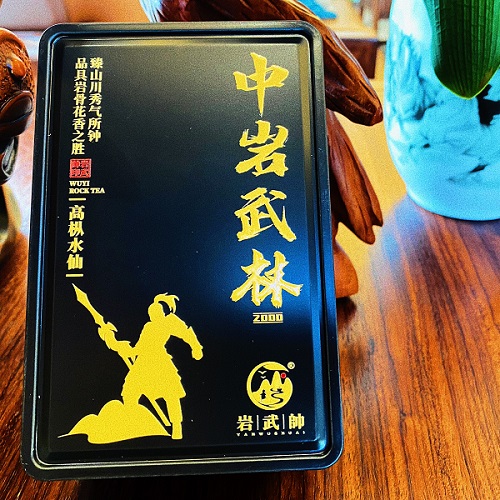 中岩武林
2000
臻山川秀气所钟
品具岩骨花香之胜
WUYI
ROCK TEA
高枞水仙
®
岩|武|帥
YANWUSHUAI